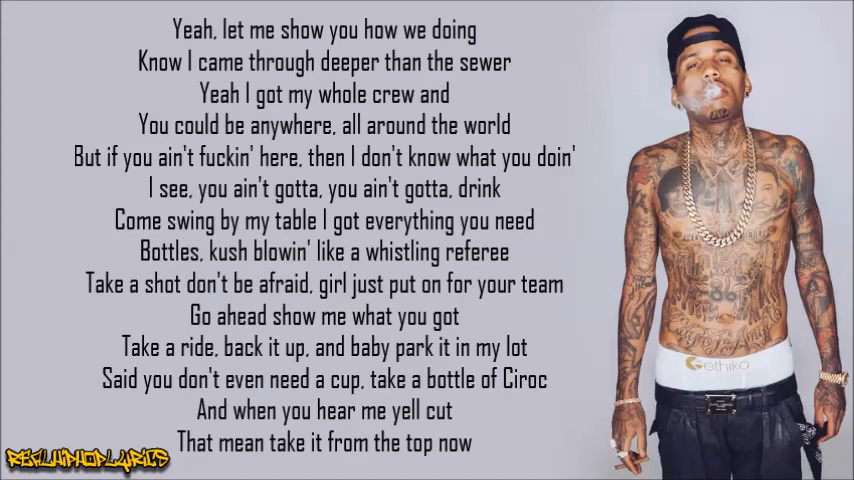 Yeah, let me show you how we doing
Know I came through deeper than the sewer
Yeah I got my whole crew and
You could be anywhere, all around the world
But if you ain't fuckin' here, then I don't know what you doin'
I see, you ain't gotta, you ain't gotta, drink
Come swing by my table I got everything you need
Bottles, kush blowin' like a whistling referee
Take a shot don't be afraid, girl just put on for your team
Go ahead show me what you got
Take a ride, back it up, and baby park it in my lot
Said you don't even need a cup, take a bottle of Ciroc
And when you hear me yell cut
That mean take it from the top now
REFLHIPHOPLYRICS
ethika